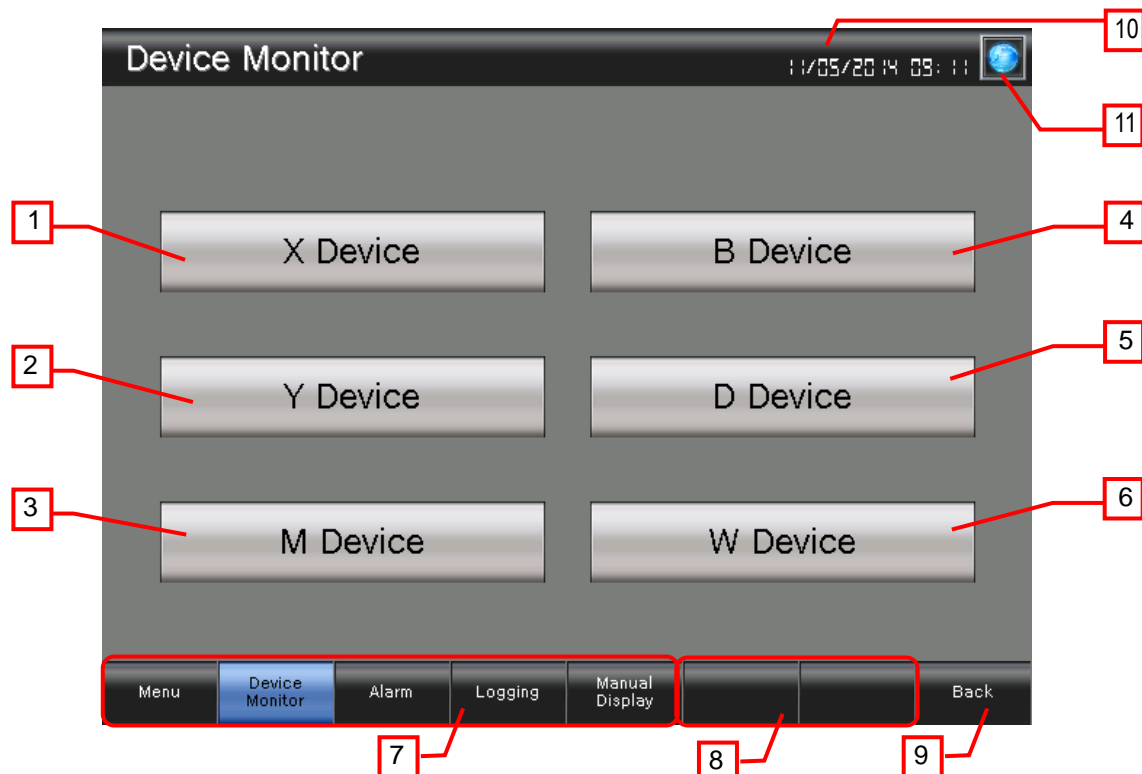 10
Device Monitor
11/05/2014 09:11
11
1
X Device
B Device
4
2
Y Device
D Device
5
3
M Device
W Device
6
Menu
Device
Monitor
Alarm
Logging
Manual
Display
Back
7
8
9